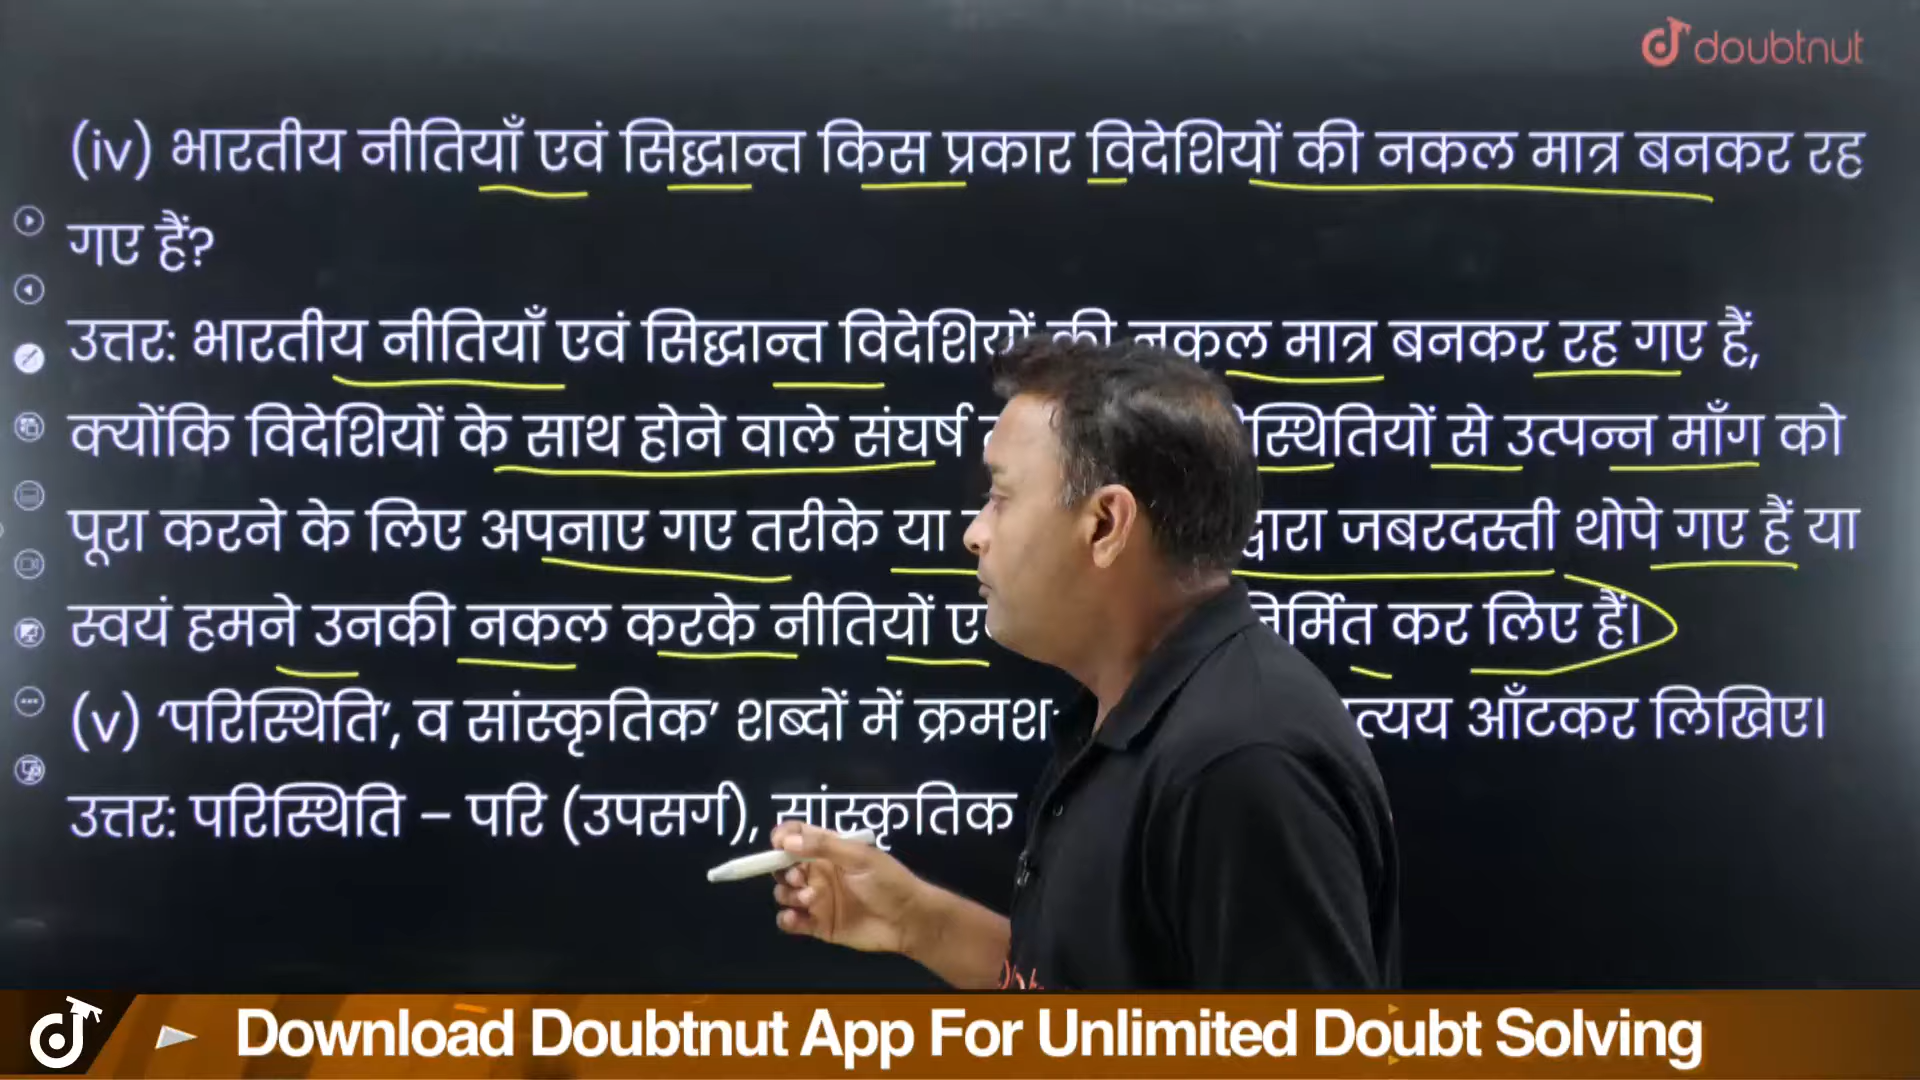 doubtnut
(iv) भारतीय नीतियाँ एवं सिद्धान्त किस प्रकार विदेशियों की नकल मात्र बनकर रह
गए हैं?
उत्तर: भारतीय नीतियाँ एवं सिद्धान्त विदेशियों की नकल मात्र बनकर रह गए हैं,
क्योंकि विदेशियों के साथ होने वाले संघर्ष स्थितियों से उत्पन्न माँग को
पूरा करने के लिए अपनाए गए तरीके या द्वारा जबरदस्ती थोपे गए हैं या
स्वयं हमने उनकी नकल करके नीतियों कर लिए हैं।
(v) ‘परिस्थिति’, व सांस्कृतिक’ शब्दों में आँटकर लिखिए।
उत्तर: परिस्थिति – परि (उपसर्ग), सांस्कृतिक
Download Doubtnut App For Unlimited Doubt Solving